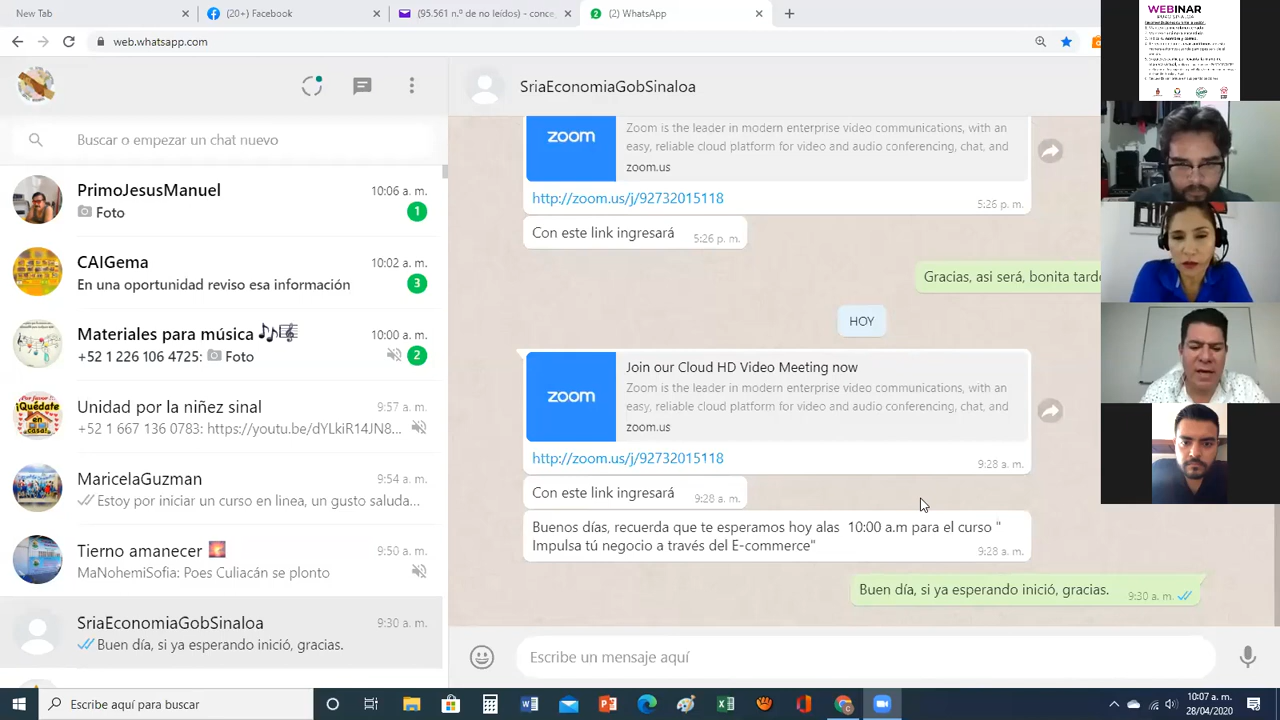 New Tab
(20+) Facebook
(2) Whatsapp
web.whatsapp.com
WEBINAR
SriaEconomiaGobSinaloa
Buscar o empezar un chat nuevo
PrimoJesusManuel
10:06 a. m.
Foto
1
CAIGema
10:02 a. m.
En una oportunidad reviso esa información
3
Materiales para musica
10:00 a. m.
+52 1 226 106 4725: Foto
2
Unidad por la niñez sinal
9:57 a. m.
+52 1 667 136 0783: https://youtu.be/dYLkiR14JN8...
MaricelaGuzman
9:54 a. m.
Estoy por iniciar un curso en linea, un gusto saluda...
Tierno amanecer
9:50 a. m.
MaNohemiSofia: Pues Culiacán se plonto
SriaEconomiaGobSinaloa
9:30 a. m.
Buen día, si ya esperando inició, gracias.
zoom
Zoom is the leader in modern enterprise video communications, with an
easy, reliable cloud platform for video and audio conferencing, chat, and
zoom.us
http://zoom.us/j/92732015118
5:26 p. m.
Con este link ingresará
5:26 p. m.
Gracias, asi será, bonita tarde
HOY
zoom
Join our Cloud HD Video Meeting now
Zoom is the leader in modern enterprise video communications, with an
easy, reliable cloud platform for video and audio conferencing, chat, and
zoom.us
http://zoom.us/j/92732015118
9:28 a. m.
Con este link ingresará
9:28 a. m.
Buenos días, recuerda que te esperamos hoy alas 10:00 a.m para el curso "
Impulsa tú negocio a través del E-commerce"
9:28 a. m.
Buen día, si ya esperando inició, gracias.
9:30 a. m.
Escribe un mensaje aquí
Escribe aquí para buscar
10:07 a. m.
28/04/2020